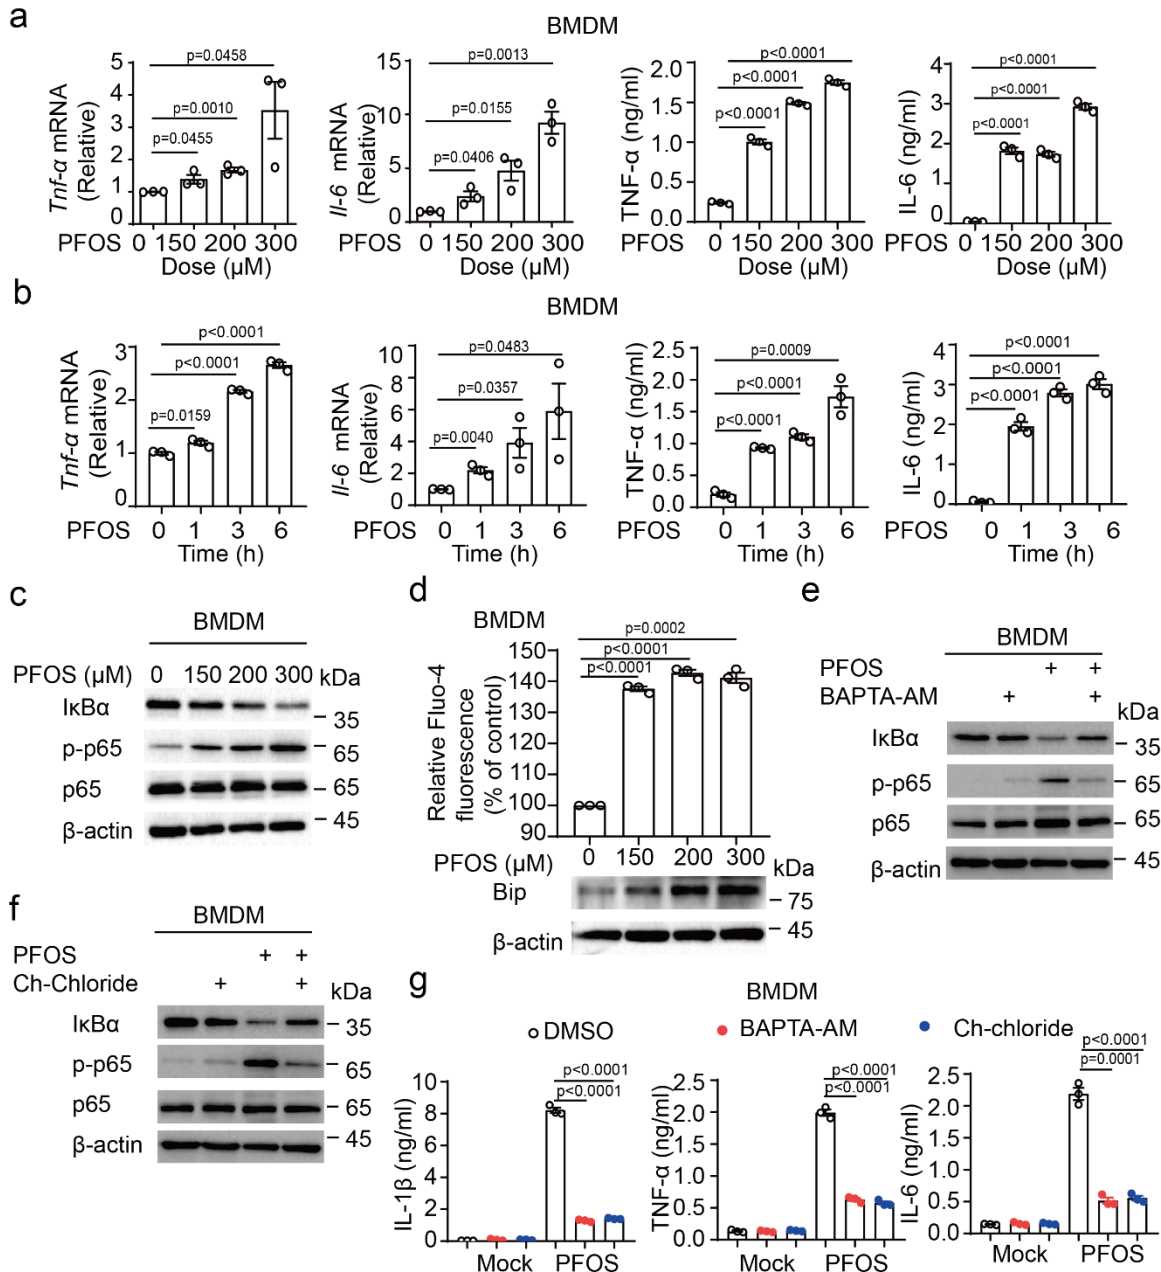 a
BMDM
p=0.0458
p=0.0010
p=0.0455
Tnf-α mRNA
(Relative)
5
4
3
2
1
0
PFOS
0 150 200 300
Dose (µM)
p=0.0013
p=0.0155
p=0.0406
Il-6 mRNA
(Relative)
15
10
5
0
0 150 200 300
Dose (µM)
p<0.0001
p<0.0001
p<0.0001
TNF-α (ng/ml)
2.0
1.5
1.0
0.5
0.0
PFOS
0 150 200 300
Dose (µM)
p<0.0001
p<0.0001
p<0.0001
IL-6 (ng/ml)
4
3
2
1
0
PFOS
0 150 200 300
Dose (µM)
b
BMDM
p<0.0001
p<0.0001
p=0.0159
Tnf-α mRNA
(Relative)
3
2
1
0
PFOS
0 1 3 6
Time (h)
p=0.0483
p=0.0357
p=0.0040
Il-6 mRNA
(Relative)
10
8
6
4
2
0
PFOS
0 1 3 6
Time (h)
p=0.0009
p<0.0001
p<0.0001
TNF-α (ng/ml)
2.5
2.0
1.5
1.0
0.5
0.0
PFOS
0 1 3 6
Time (h)
p<0.0001
p<0.0001
p<0.0001
IL-6 (ng/ml)
4
3
2
1
0
PFOS
0 1 3 6
Time (h)
c
BMDM
PFOS (µM) 0 150 200 300 kDa
IκBα
35
p-p65
65
p65
65
β-actin
45
d
BMDM
p=0.0002
p<0.0001
p<0.0001
Relative Fluo-4
fluorescence
(% of control)
150
140
130
120
110
100
90
0 150 200 300
PFOS (µM)
kDa
Bip
75
β-actin
45
e
BMDM
PFOS + +
BAPTA-AM + +
kDa
IκBα
35
p-p65
65
p65
65
β-actin
45
f
BMDM
PFOS + +
Ch-Chloride + +
kDa
IκBα
35
p-p65
65
p65
65
β-actin
45
g
BMDM
DMSO BAPTA-AM Ch-chloride
p<0.0001
p<0.0001
IL-1β (ng/ml)
10
8
6
4
2
0
Mock PFOS
p<0.0001
p<0.0001
TNF-α (ng/ml)
2.5
2.0
1.5
1.0
0.5
0.0
Mock PFOS
p<0.0001
p=0.0001
IL-6 (ng/ml)
2.5
2.0
1.5
1.0
0.5
0.0
Mock PFOS